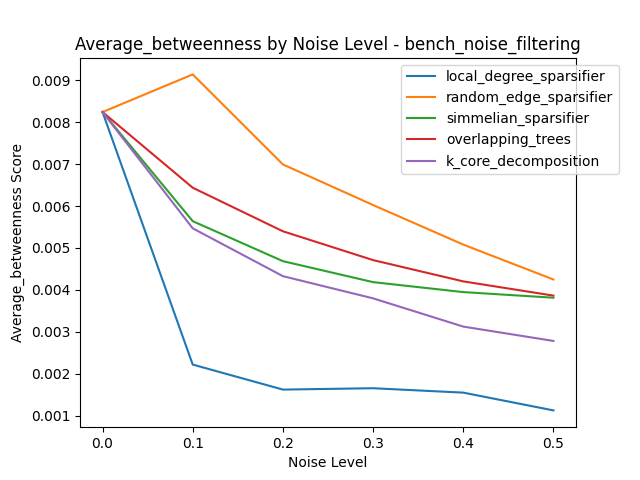 Average_betweenness by Noise Level - bench_noise_filtering
local_degree_sparsifier
random_edge_sparsifier
simmelian_sparsifier
overlapping_trees
k_core_decomposition
Average_betweenness Score
0.009
0.008
0.007
0.006
0.005
0.004
0.003
0.002
0.001
0.0 0.1 0.2 0.3 0.4 0.5
Noise Level